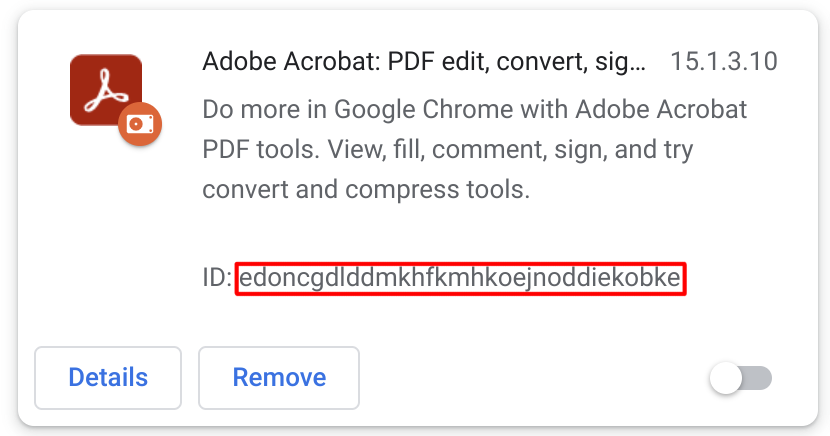 Adobe Acrobat: PDF edit, convert, sig... 15.1.3.10
Do more in Google Chrome with Adobe Acrobat
PDF tools. View, fill, comment, sign, and try
convert and compress tools.
ID: edoncgdlddmkhfkmhkoejnoddiekobke
Details Remove